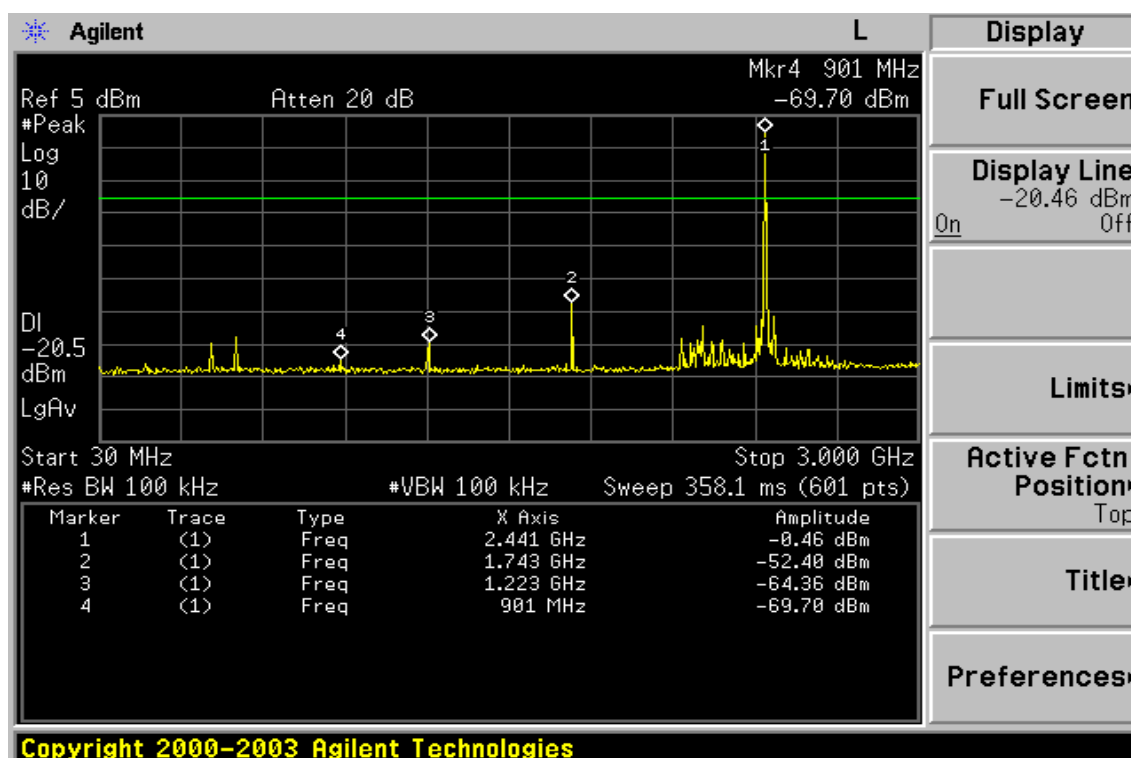 Agilent L Display
Mkr4 901 MHz
Ref 5 dBm Atten 20 dB -69.70 dBm
#Peak
Log
10
dB/
1
2
3
4
DI
-20.5
dBm
LgAv
Start 30 MHz Stop 3.000 GHz
#Res BW 100 kHz #VBW 100 kHz Sweep 358.1 ms (601 pts)
Marker Trace Type X Axis Amplitude
1 (1) Freq 2.441 GHz -0.46 dBm
2 (1) Freq 1.743 GHz -52.40 dBm
3 (1) Freq 1.223 GHz -64.36 dBm
4 (1) Freq 901 MHz -69.70 dBm
Full Screen
Display Line
-20.46 dBm
On Off
Limits
Active Fctn
Position
Top
Title
Preferences
Copyright 2000-2003 Agilent Technologies